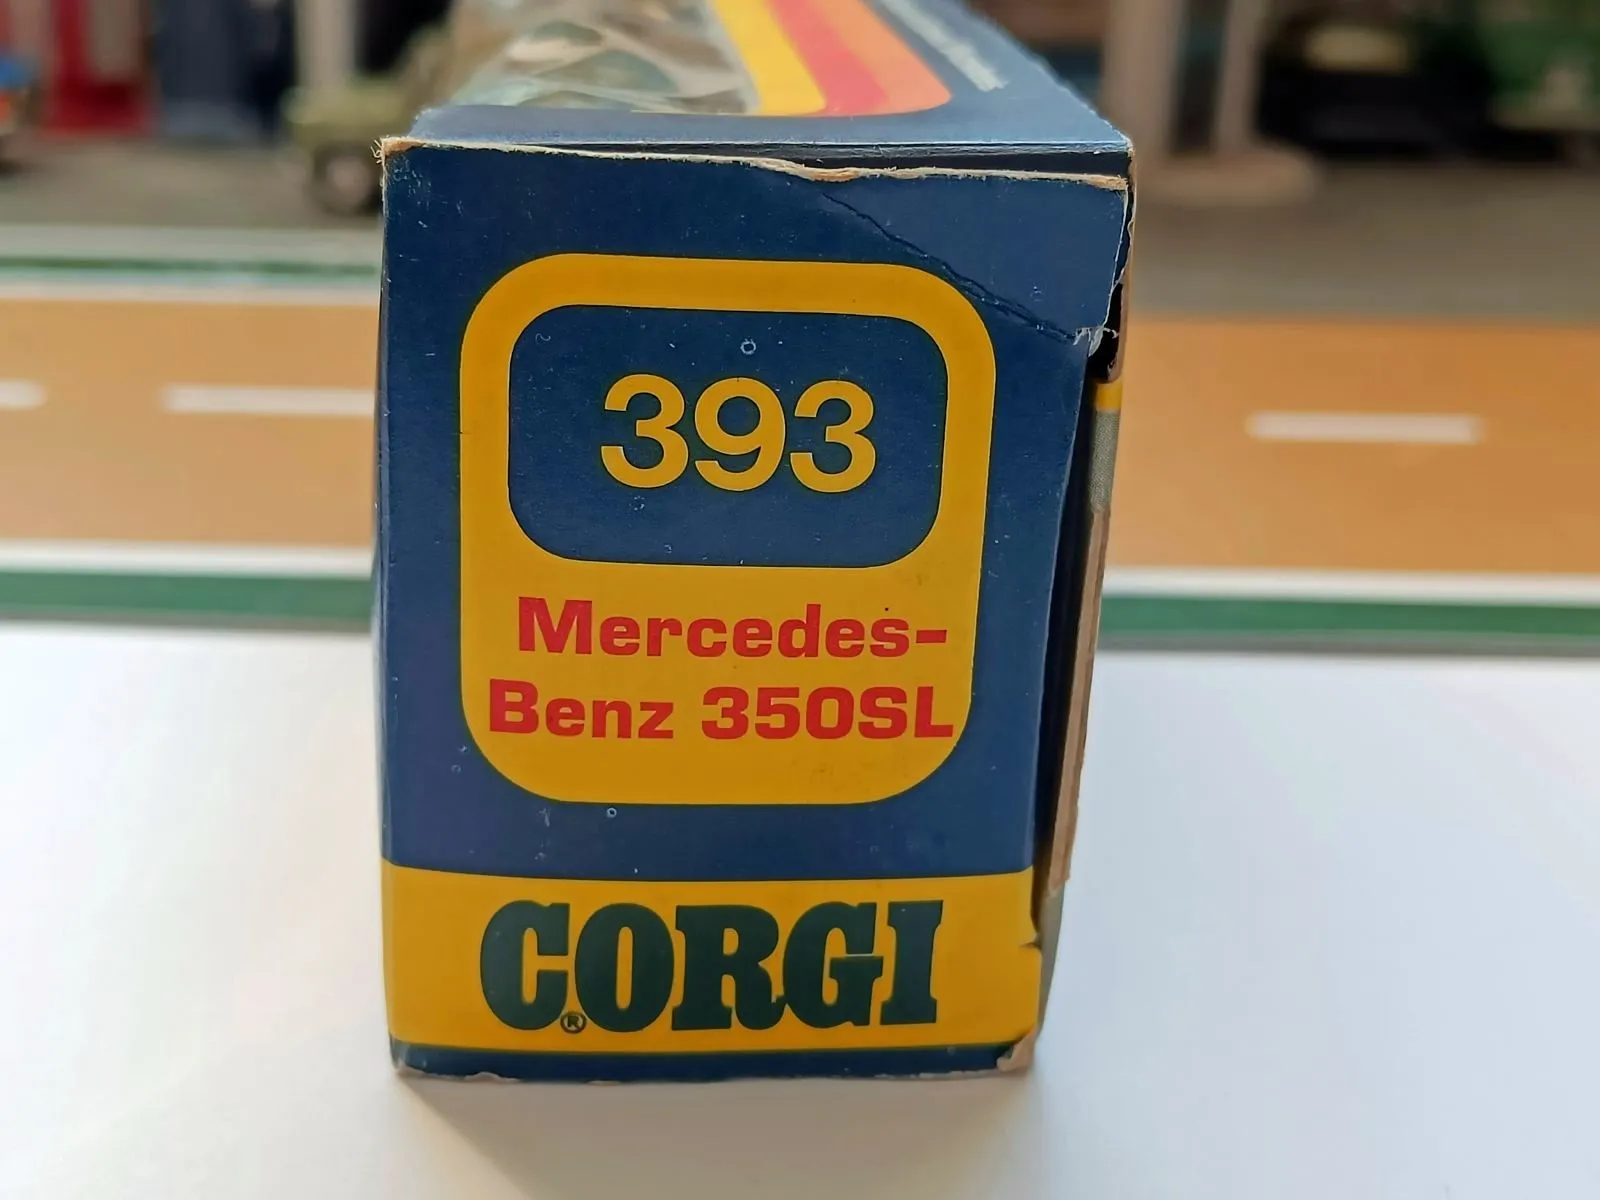 393
Mercedes-
Benz 350SL
CORGI
®